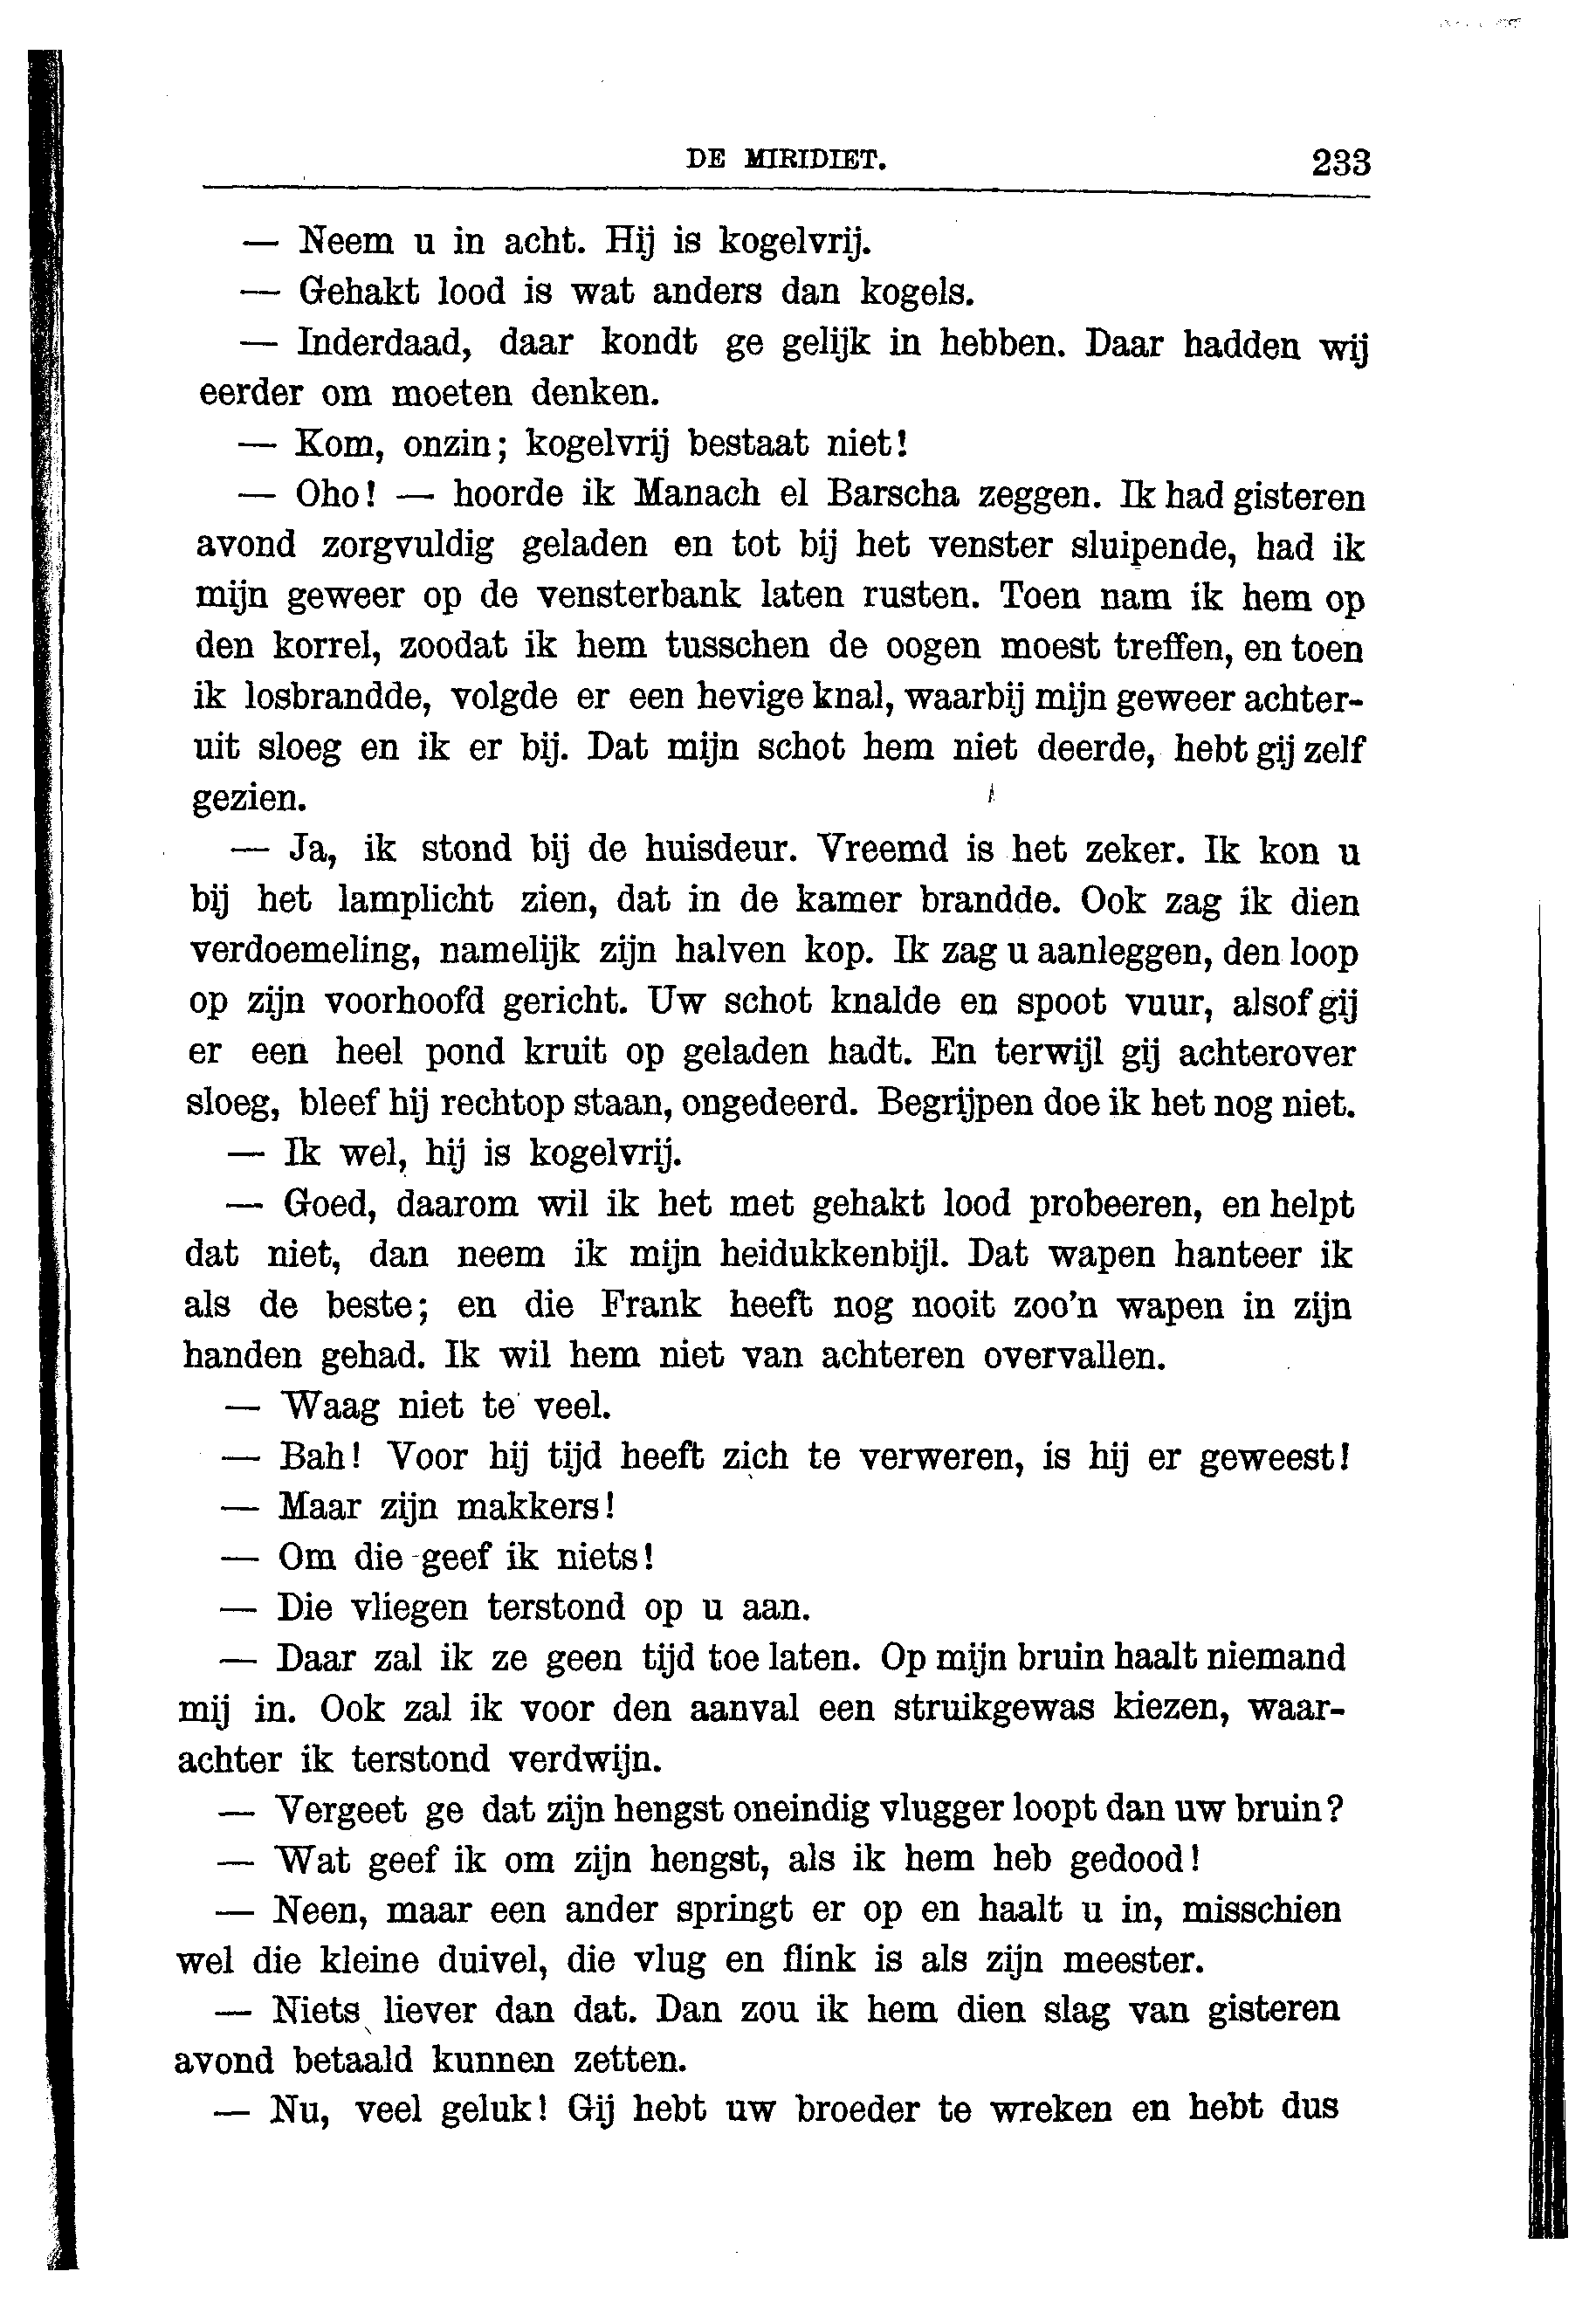 DE MIRIDIET. 233
— Neem u in acht. Hij is kogelvrij.
— Gehakt lood is wat anders dan kogels.
— Inderdaad, daar kondt ge gelijk in hebben. Daar hadden wij
eerder om moeten denken.
— Kom, onzin; kogelvrij bestaat niet!
— Oho! — hoorde ik Manach el Barscha zeggen. Ik had gisteren
avond zorgvuldig geladen en tot bij het venster sluipende, had ik
mijn geweer op de vensterbank laten rusten. Toen nam ik hem op
den korrel, zoodat ik hem tusschen de oogen moest treffen, en toen
ik losbrandde, volgde er een hevige knal, waarbij mijn geweer achter-
uit sloeg en ik er bij. Dat mijn schot hem niet deerde, hebt gij zelf
gezien.
— Ja, ik stond bij de huisdeur. Vreemd is het zeker. Ik kon u
bij het lamplicht zien, dat in de kamer brandde. Ook zag ik dien
verdoemeling, namelijk zijn halven kop. Ik zag u aanleggen, den loop
op zijn voorhoofd gericht. Uw schot knalde en spoot vuur, alsof gij
er een heel pond kruit op geladen hadt. En terwijl gij achterover
sloeg, bleef hij rechtop staan, ongedeerd. Begrijpen doe ik het nog niet.
— Ik wel, hij is kogelvrij.
— Goed, daarom wil ik het met gehakt lood probeeren, en helpt
dat niet, dan neem ik mijn heidukkenbijl. Dat wapen hanteer ik
als de beste; en die Frank heeft nog nooit zoo'n wapen in zijn
handen gehad. Ik wil hem niet van achteren overvallen.
— Waag niet te veel.
— Bah! Voor hij tijd heeft zich te verweren, is hij er geweest!
— Maar zijn makkers!
— Om die geef ik niets!
— Die vliegen terstond op u aan.
— Daar zal ik ze geen tijd toe laten. Op mijn bruin haalt niemand
mij in. Ook zal ik voor den aanval een struikgewas kiezen, waar-
achter ik terstond verdwijn.
— Vergeet ge dat zijn hengst oneindig vlugger loopt dan uw bruin?
— Wat geef ik om zijn hengst, als ik hem heb gedood!
— Neen, maar een ander springt er op en haalt u in, misschien
wel die kleine duivel, die vlug en flink is als zijn meester.
— Niets liever dan dat. Dan zou ik hem dien slag van gisteren
avond betaald kunnen zetten.
— Nu, veel geluk! Gij hebt uw broeder te wreken en hebt dus